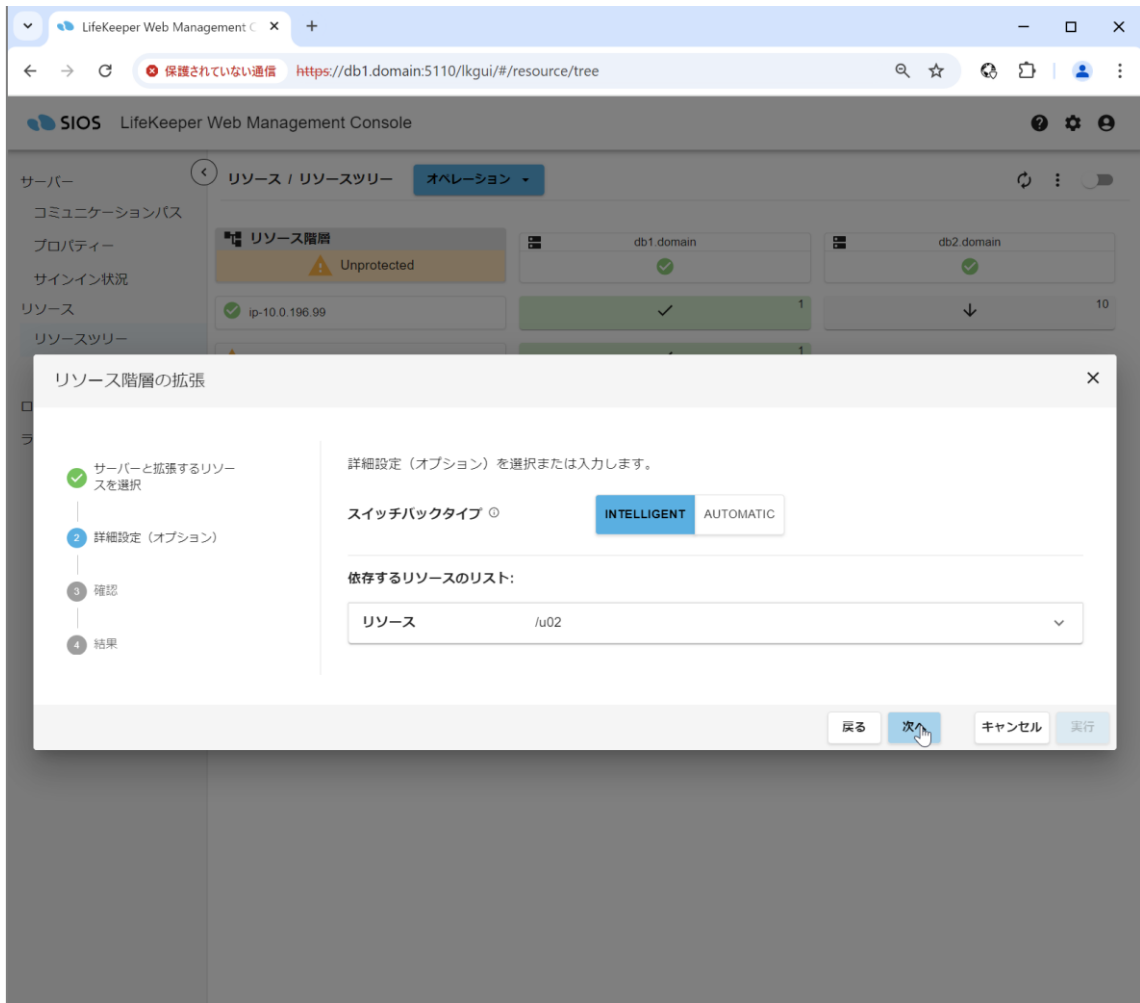 LifeKeeper Web Management C
保護されていない通信 https://db1.domain:5110/lkgui/#/resource/tree
SIOS LifeKeeper Web Management Console
サーバー
コミュニケーションパス
プロパティー
サインイン状況
リソース
リソースツリー
リソース / リソースツリー オペレーション
リソース階層 db1.domain db2.domain
Unprotected
ip-10.0.196.99 1 10
1
ロ
ラ
リソース階層の拡張
サーバーと拡張するリソー
スを選択
2 詳細設定（オプション）
3 確認
4 結果
詳細設定（オプション）を選択または入力します。
スイッチバックタイプ INTELLIGENT AUTOMATIC
依存するリソースのリスト:
リソース /u02
戻る 次へ キャンセル 実行